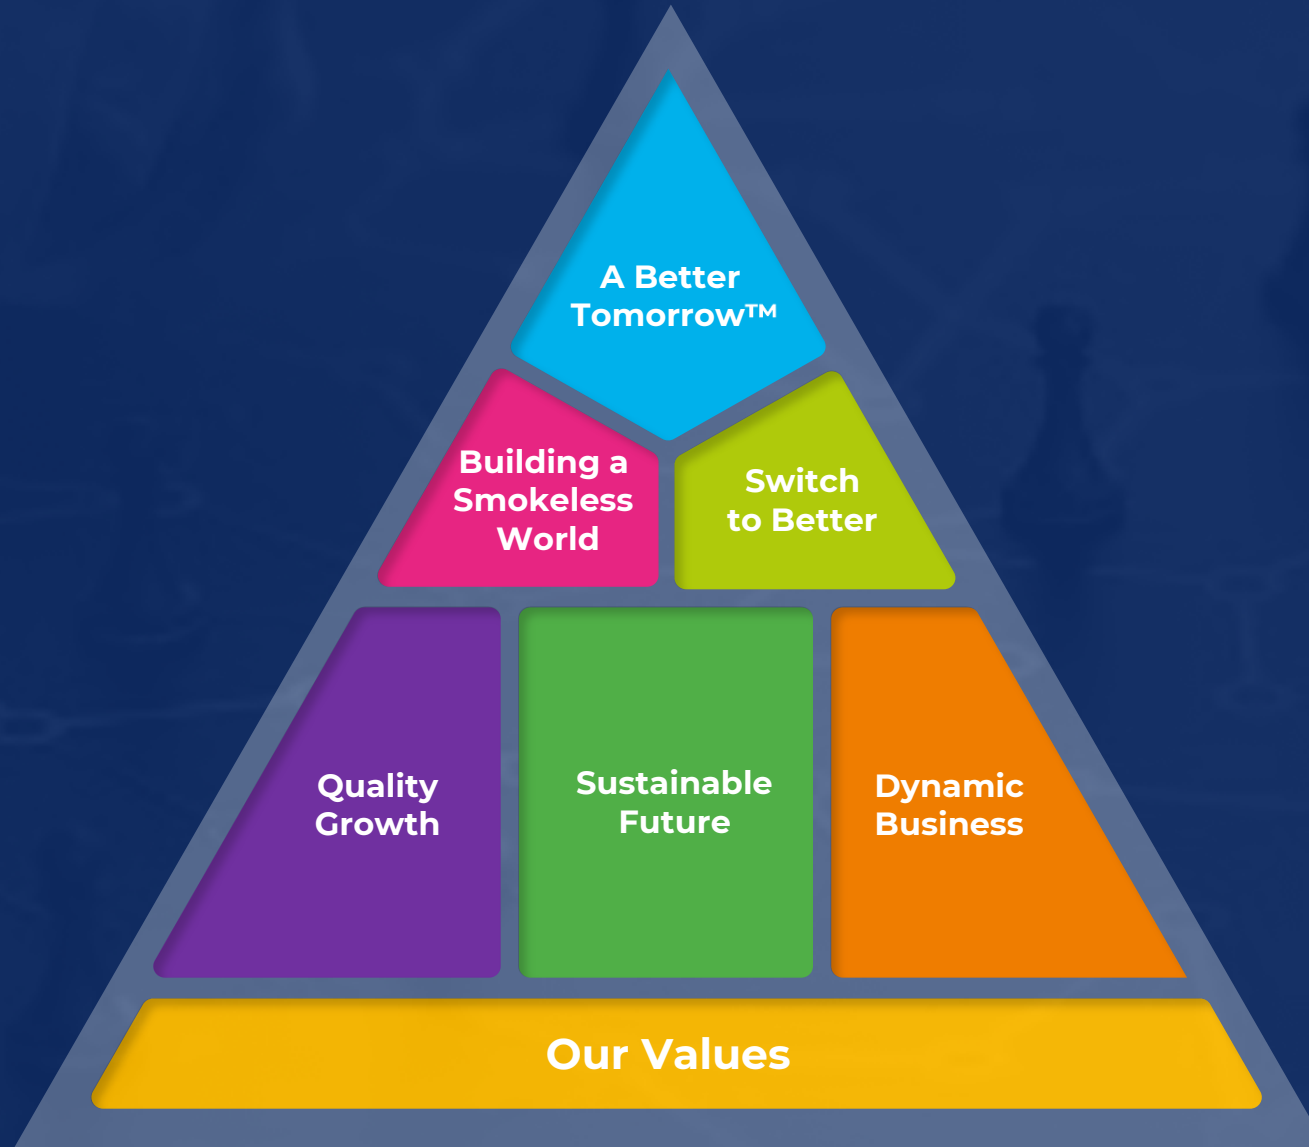 A Better
Tomorrow™
Building a
Smokeless
World
Switch
to Better
Quality
Growth
Sustainable
Future
Dynamic
Business
Our Values